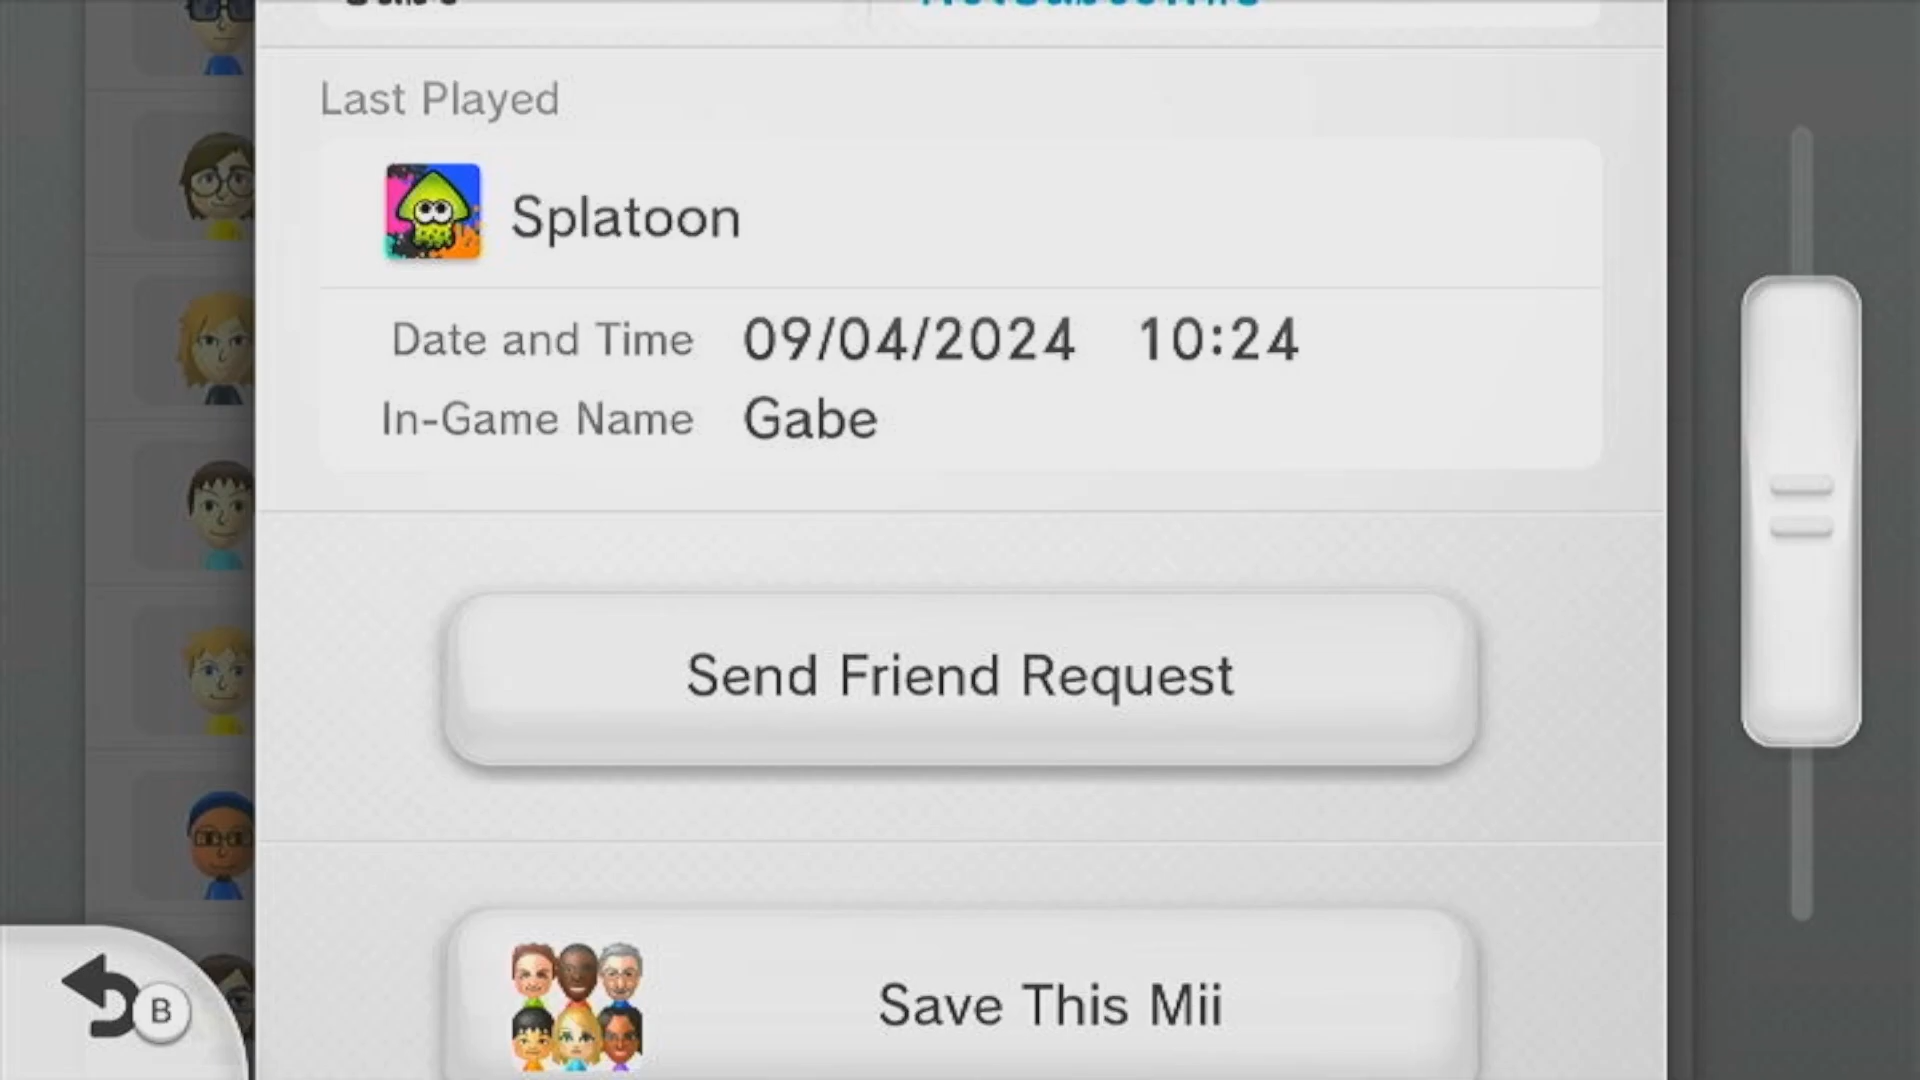 Last Played
Splatoon
Date and Time 09/04/2024 10:24
In-Game Name Gabe
Send Friend Request
Save This Mii
B